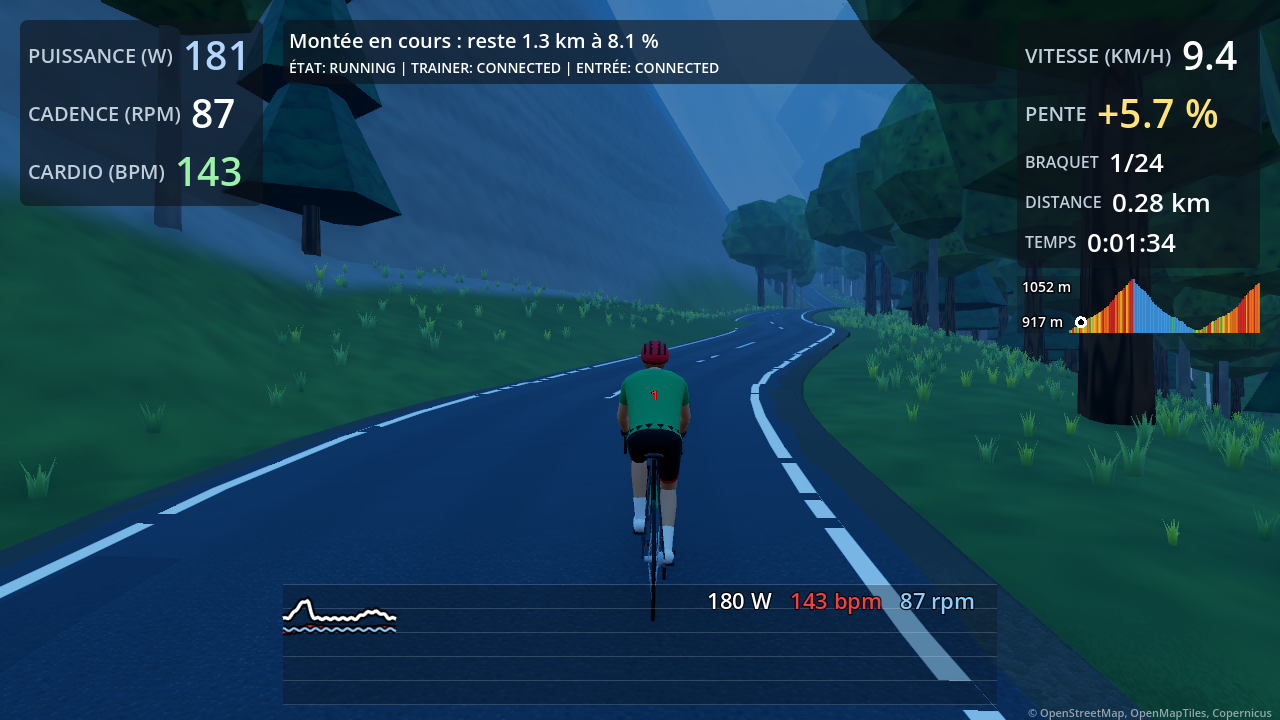 PUISSANCE (W) 181
CADENCE (RPM) 87
CARDIO (BPM) 143
Montée en cours : reste 1.3 km à 8.1 %
ÉTAT: RUNNING | TRAINER: CONNECTED | ENTRÉE: CONNECTED
VITESSE (KM/H) 9.4
PENTE +5.7 %
BRAQUET 1/24
DISTANCE 0.28 km
TEMPS 0:01:34
1052 m
917 m
180 W 143 bpm 87 rpm
© OpenStreetMap, OpenMapTiles, Copernicus